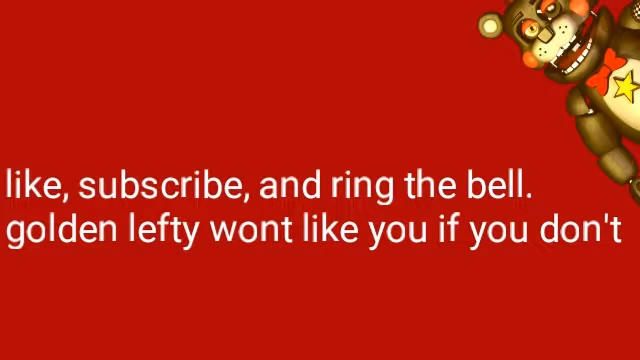 like, subscribe, and ring the bell.
golden lefty wont like you if you don't